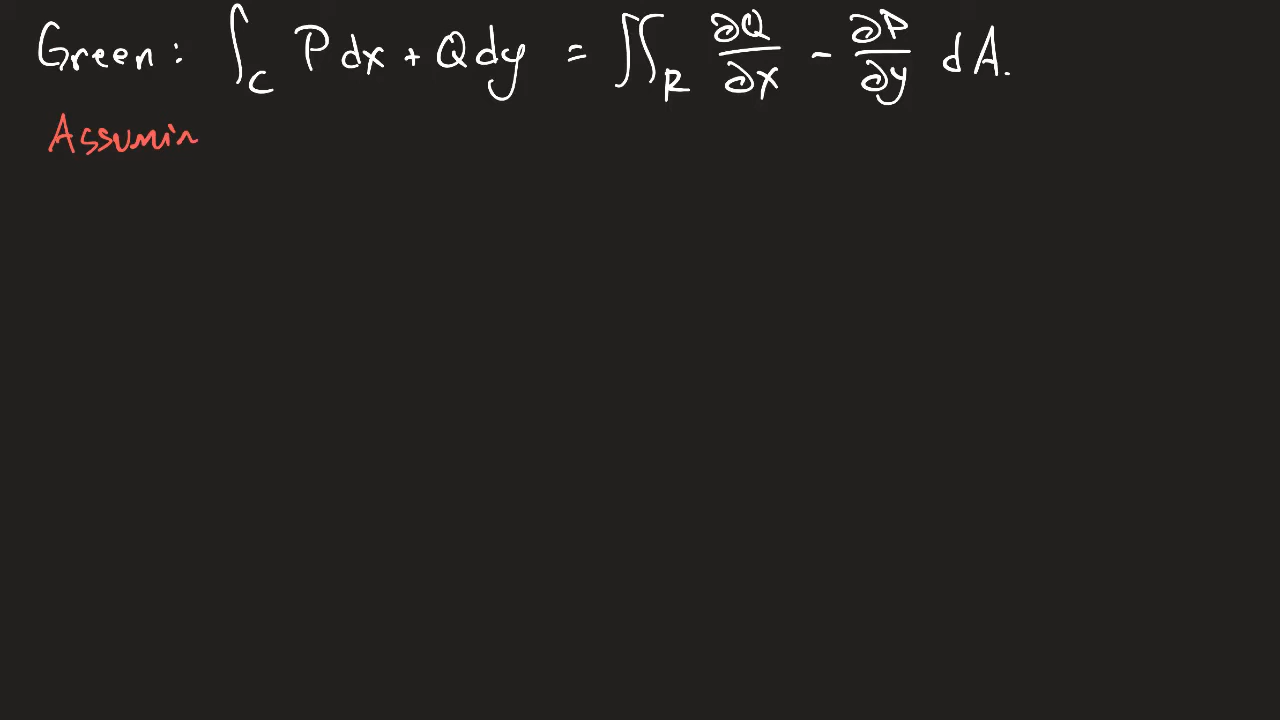 Green: ∫_C P dx + Q dy = ∬_R ∂Q/∂x - ∂P/∂y dA.
Assumin